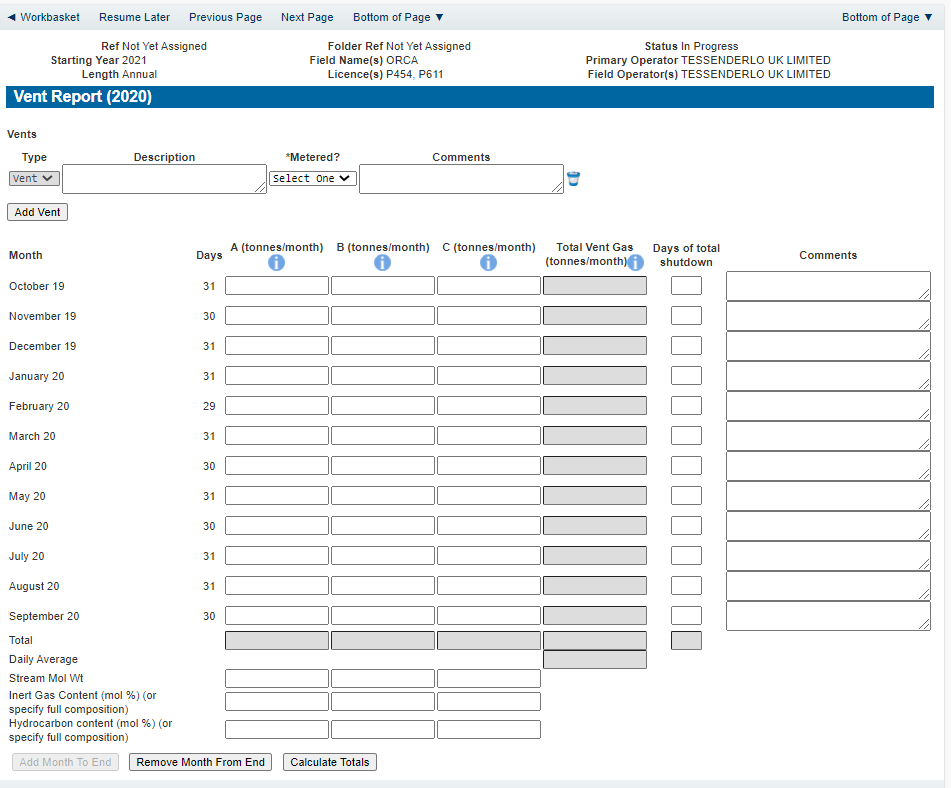 ◄ Workbasket Resume Later Previous Page Next Page Bottom of Page ▼ Bottom of Page ▼
Ref Not Yet Assigned Folder Ref Not Yet Assigned Status In Progress
Starting Year 2021 Field Name(s) ORCA Primary Operator TESSENDERLO UK LIMITED
Length Annual Licence(s) P454, P611 Field Operator(s) TESSENDERLO UK LIMITED
Vent Report (2020)
Vents
Type Description *Metered? Comments
Vent Select One
Add Vent
Month Days A (tonnes/month) B (tonnes/month) C (tonnes/month) Total Vent Gas (tonnes/month) Days of total shutdown Comments
October 19 31
November 19 30
December 19 31
January 20 31
February 20 29
March 20 31
April 20 30
May 20 31
June 20 30
July 20 31
August 20 31
September 20 30
Total
Daily Average
Stream Mol Wt
Inert Gas Content (mol %) (or
specify full composition)
Hydrocarbon content (mol %) (or
specify full composition)
Add Month To End Remove Month From End Calculate Totals